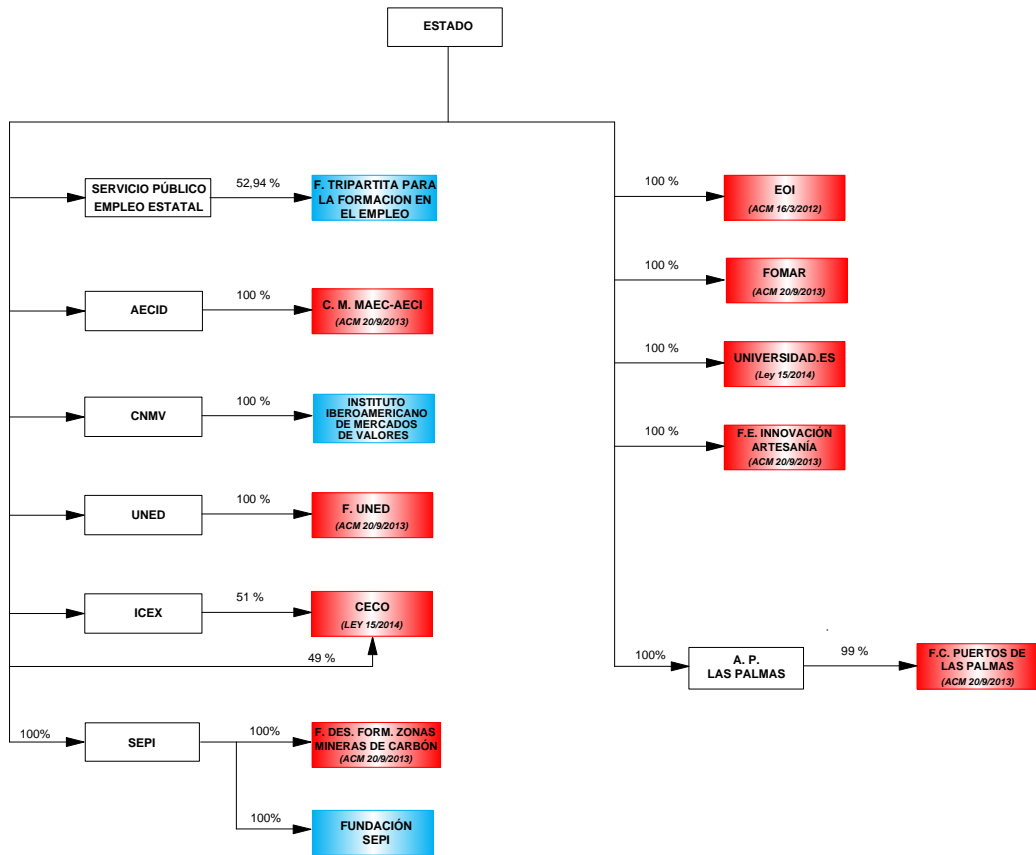 ESTADO
SERVICIO PÚBLICO
EMPLEO ESTATAL
52,94 %
F. TRIPARTITA PARA
LA FORMACION EN
EL EMPLEO
100 %
EOI
(ACM 16/3/2012)
AECID
100 %
C. M. MAEC-AECI
(ACM 20/9/2013)
100 %
FOMAR
(ACM 20/9/2013)
100 %
UNIVERSIDAD.ES
(Ley 15/2014)
CNMV
100 %
INSTITUTO
IBEROAMERICANO
DE MERCADOS
DE VALORES
100 %
F.E. INNOVACIÓN
ARTESANÍA
(ACM 20/9/2013)
UNED
100 %
F. UNED
(ACM 20/9/2013)
ICEX
51 %
CECO
(LEY 15/2014)
49 %
100%
A. P.
LAS PALMAS
99 %
F.C. PUERTOS DE
LAS PALMAS
(ACM 20/9/2013)
100%
SEPI
100%
F. DES. FORM. ZONAS
MINERAS DE CARBÓN
(ACM 20/9/2013)
100%
FUNDACIÓN
SEPI